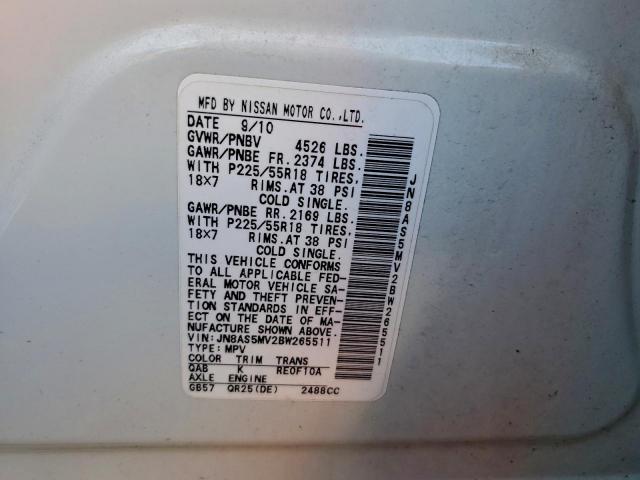 MFD BY NISSAN MOTOR CO.,LTD.
DATE 9/10
GVWR/PNBV 4526 LBS.
GAWR/PNBE FR. 2374 LBS.
WITH P225/55R18 TIRES,
18X7 RIMS.AT 38 PSI
COLD SINGLE.
GAWR/PNBE RR. 2169 LBS.
WITH P225/55R18 TIRES,
18X7 RIMS.AT 38 PSI
COLD SINGLE.
THIS VEHICLE CONFORMS
TO ALL APPLICABLE FED-
ERAL MOTOR VEHICLE SA-
FETY AND THEFT PREVEN-
TION STANDARDS IN EFF-
ECT ON THE DATE OF MA-
NUFACTURE SHOWN ABOVE.
VIN: JN8AS5MV2BW265511
TYPE: MPV
COLOR TRIM TRANS
QAB K RE0F10A
AXLE ENGINE
GB57 QR25(DE) 2488CC
JN8AS5MV2BW265511